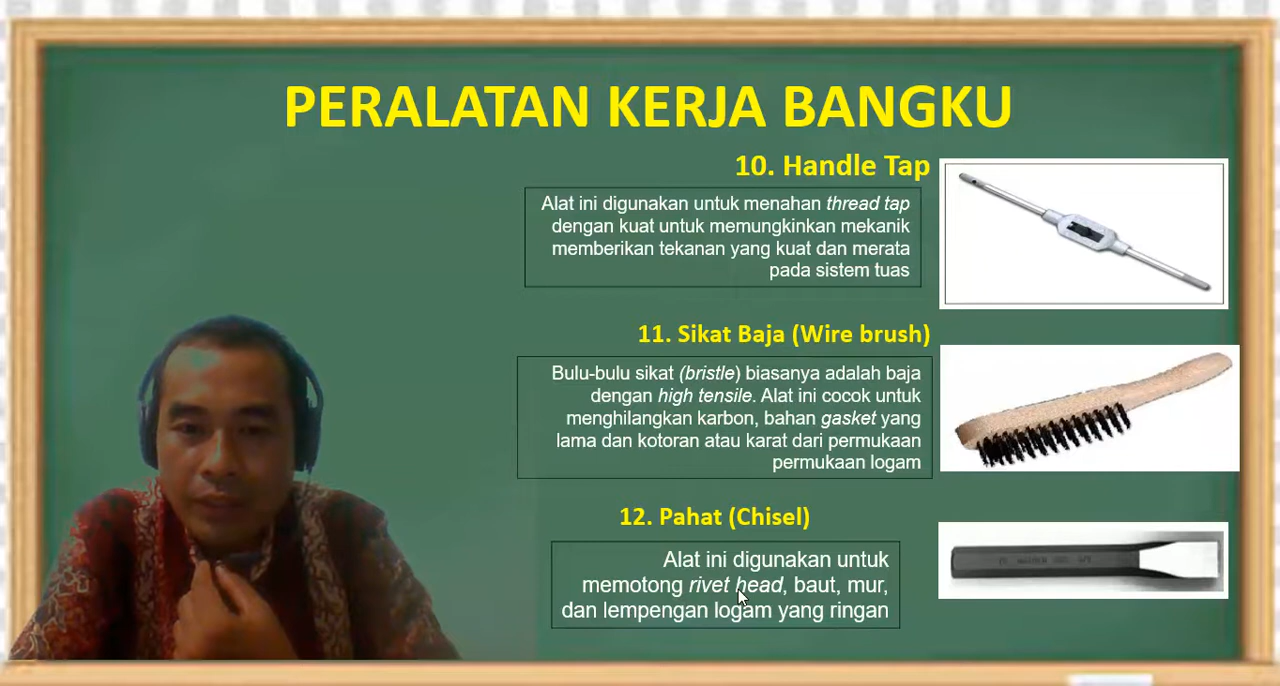 PERALATAN KERJA BANGKU
10. Handle Tap
Alat ini digunakan untuk menahan thread tap
dengan kuat untuk memungkinkan mekanik
memberikan tekanan yang kuat dan merata
pada sistem tuas
11. Sikat Baja (Wire brush)
Bulu-bulu sikat (bristle) biasanya adalah baja
dengan high tensile. Alat ini cocok untuk
menghilangkan karbon, bahan gasket yang
lama dan kotoran atau karat dari permukaan
permukaan logam
12. Pahat (Chisel)
Alat ini digunakan untuk
memotong rivet head, baut, mur,
dan lempengan logam yang ringan